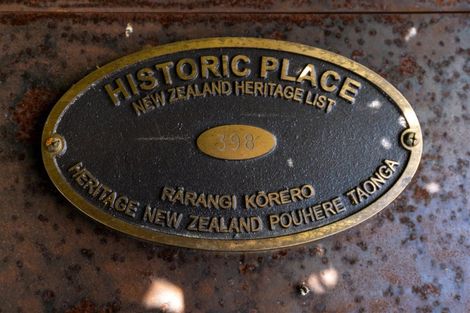 HISTORIC PLACE
NEW ZEALAND HERITAGE LIST
398
RĀRANGI KŌRERO
HERITAGE NEW ZEALAND POUHERE TAONGA